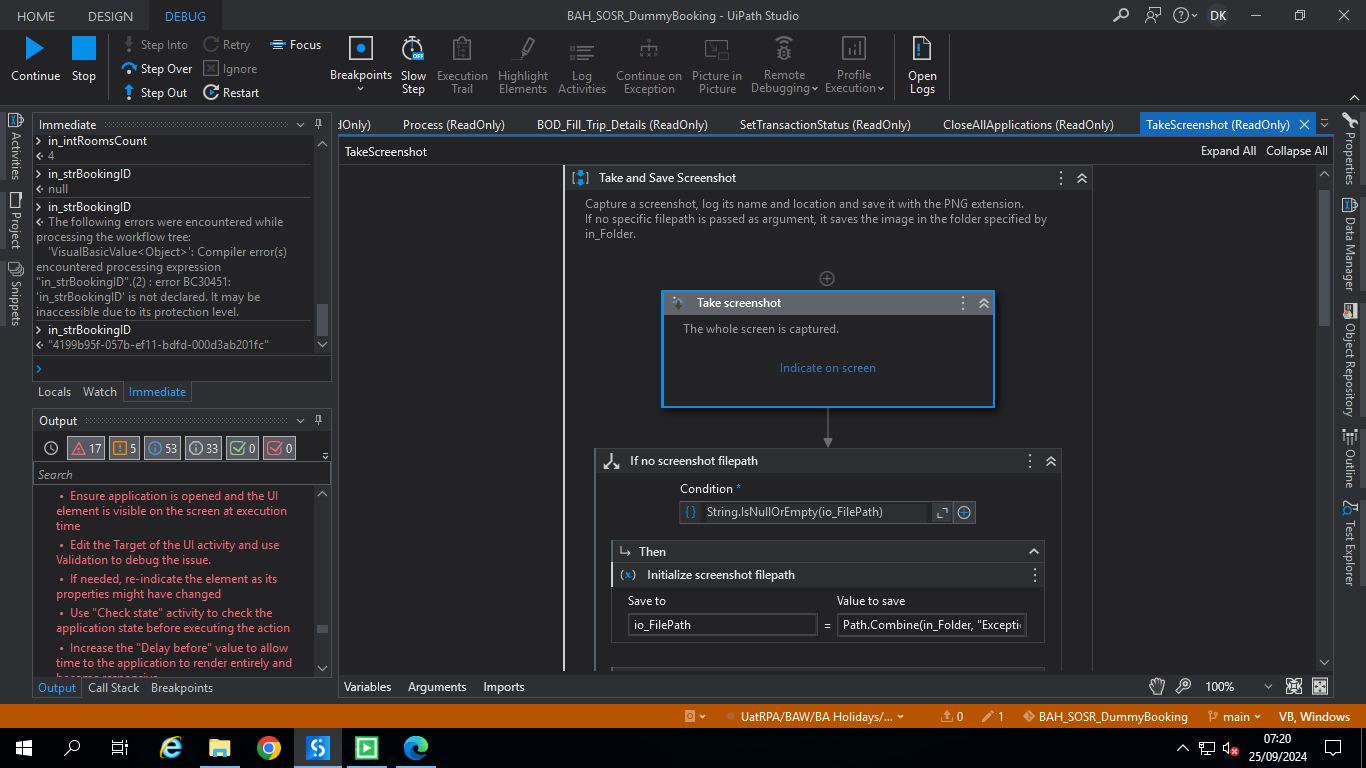 HOME DESIGN DEBUG BAH_SOSR_DummyBooking - UiPath Studio DK
Continue
Stop
Step Into
Step Over
Step Out
Retry
Ignore
Restart
Focus
Breakpoints
Slow
Step
Execution
Trail
Highlight
Elements
Log
Activities
Continue on
Exception
Picture in
Picture
Remote
Debugging
Profile
Execution
Open
Logs
Activities
Project
Snippets
Immediate
in_intRoomsCount
4
in_strBookingID
null
in_strBookingID
The following errors were encountered while
processing the workflow tree:
'VisualBasicValue<Object>': Compiler error(s)
encountered processing expression
"in_strBookingID".(2) : error BC30451:
'in_strBookingID' is not declared. It may be
inaccessible due to its protection level.
in_strBookingID
"4199b95f-057b-ef11-bdfd-000d3ab201fc"
Locals Watch Immediate
Output
17 5 53 33 0 0
Search
• Ensure application is opened and the UI
element is visible on the screen at execution
time
• Edit the Target of the UI activity and use
Validation to debug the issue.
• If needed, re-indicate the element as its
properties might have changed
• Use "Check state" activity to check the
application state before executing the action
• Increase the "Delay before" value to allow
time to the application to render entirely and
Output Call Stack Breakpoints
dOnly) Process (ReadOnly) BOD_Fill_Trip_Details (ReadOnly) SetTransactionStatus (ReadOnly) CloseAllApplications (ReadOnly) TakeScreenshot (ReadOnly)
TakeScreenshot Expand All Collapse All
Take and Save Screenshot
Capture a screenshot, log its name and location and save it with the PNG extension.
If no specific filepath is passed as argument, it saves the image in the folder specified by
in_Folder.
Take screenshot
The whole screen is captured.
Indicate on screen
If no screenshot filepath
Condition *
String.IsNullOrEmpty(io_FilePath)
Then
Initialize screenshot filepath
Save to Value to save
io_FilePath = Path.Combine(in_Folder, "Excepti
Variables Arguments Imports 100%
Properties
Data Manager
Object Repository
Outline
Test Explorer
UatRPA/BAW/BA Holidays/... 0 1 BAH_SOSR_DummyBooking main VB, Windows
07:20
25/09/2024